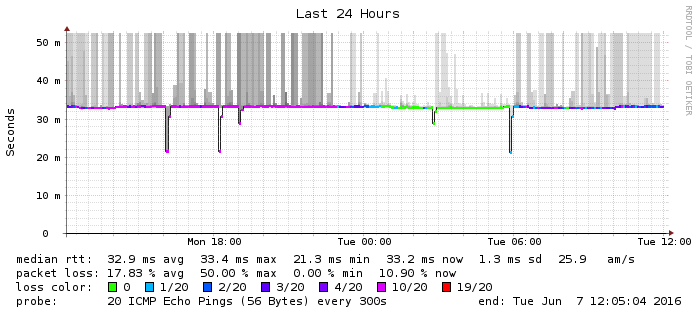 Last 24 Hours
RRDTOOL / TOBI OETIKER
Seconds
50 m
40 m
30 m
20 m
10 m
0
Mon 18:00 Tue 00:00 Tue 06:00 Tue 12:00
median rtt: 32.9 ms avg 33.4 ms max 21.3 ms min 33.2 ms now 1.3 ms sd 25.9 am/s
packet loss: 17.83 % avg 50.00 % max 0.00 % min 10.90 % now
loss color: 0 1/20 2/20 3/20 4/20 10/20 19/20
probe: 20 ICMP Echo Pings (56 Bytes) every 300s end: Tue Jun 7 12:05:04 2016